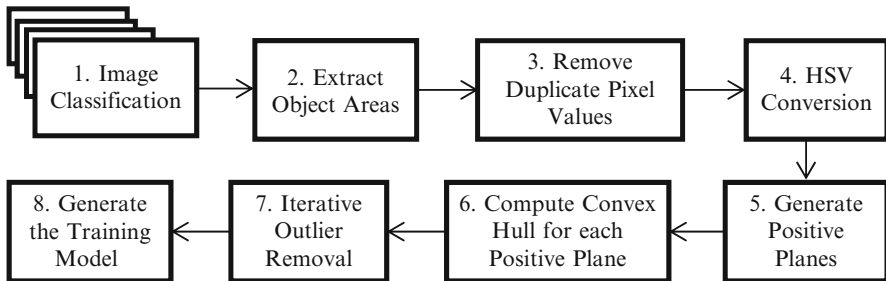 1. Image
Classification
2. Extract
Object Areas
3. Remove
Duplicate Pixel
Values
4. HSV
Conversion
5. Generate
Positive
Planes
6. Compute Convex
Hull for each
Positive Plane
7. Iterative
Outlier
Removal
8. Generate
the Training
Model